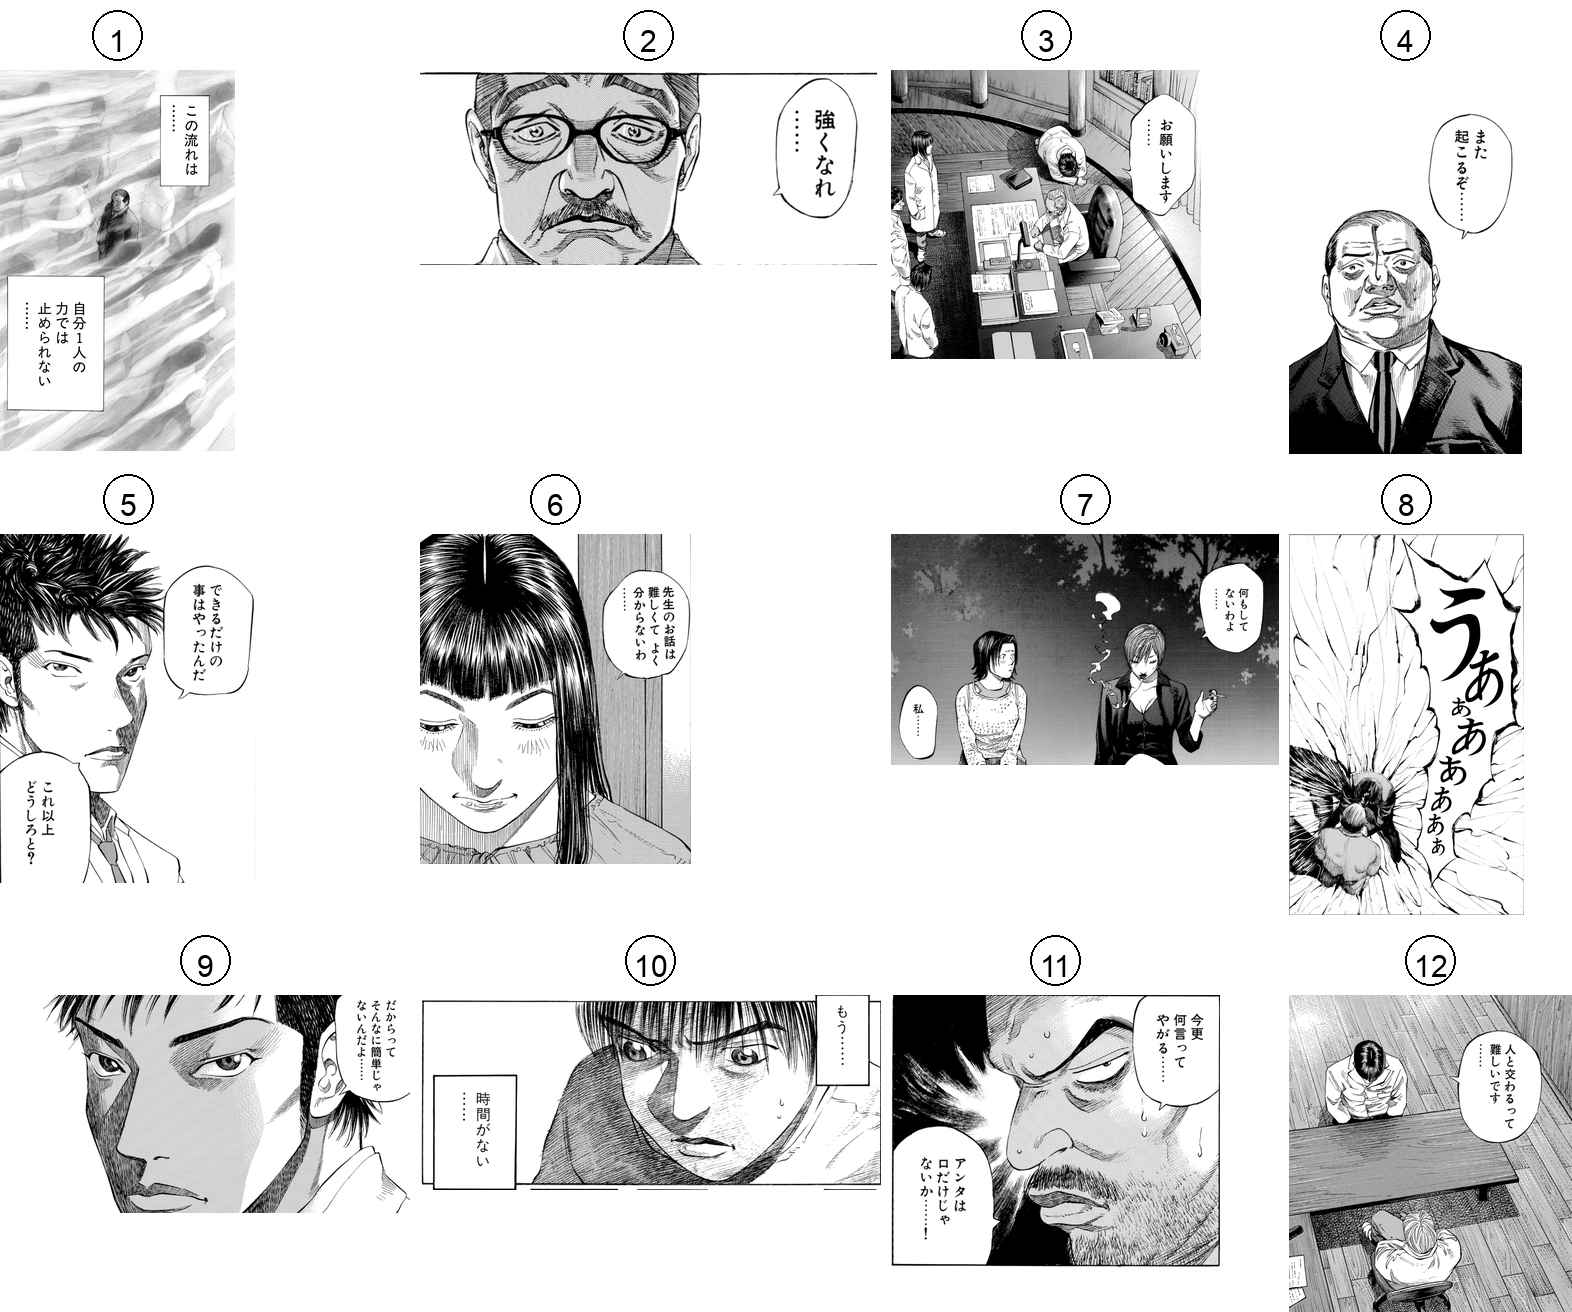 1
この流れは
……
自分1人の
力では
止められない
……
2
強くなれ
……
3
お願いします
……
4
また
起こるぞ……
5
できるだけの
事はやったんだ
これ以上
どうしろと?
6
先生のお話は
難しくて よく
分からないわ
……
7
何もして
ないわよ
……
私……
8
うあぁあぁあぁぁ
9
だからって
そんなに簡単じゃ
ないんだよ……
10
もう……
時間がない
……
11
今更
何言って
やがる……
アンタは
口だけじゃ
ないか……!
12
人と交わるって
難しいです
……